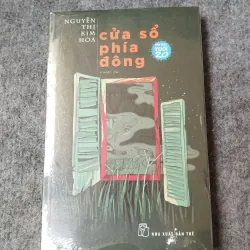 NGUYỄN
THỊ
KIM
HÒA
cửa sổ
phía
đông
NHÀ XUẤT BẢN TRẺ